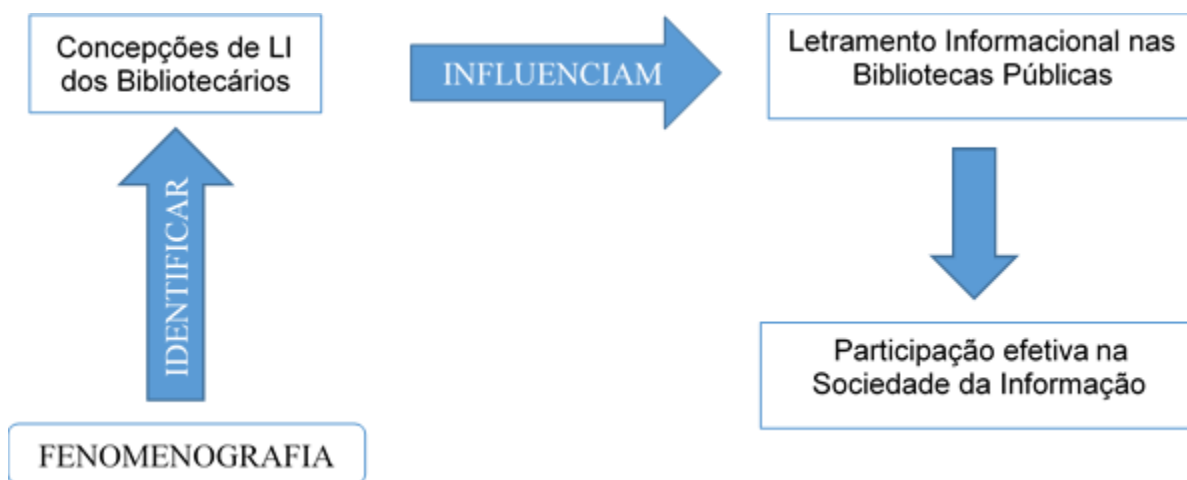 Concepções de LI
dos Bibliotecários
INFLUENCIAM
Letramento Informacional nas
Bibliotecas Públicas
IDENTIFICAR
Participação efetiva na
Sociedade da Informação
FENOMENOGRAFIA